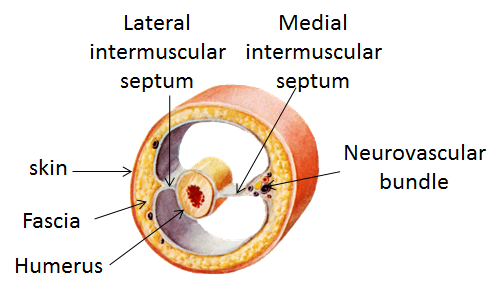 Lateral
intermuscular
septum
Medial
intermuscular
septum
skin
Neurovascular
bundle
Fascia
Humerus